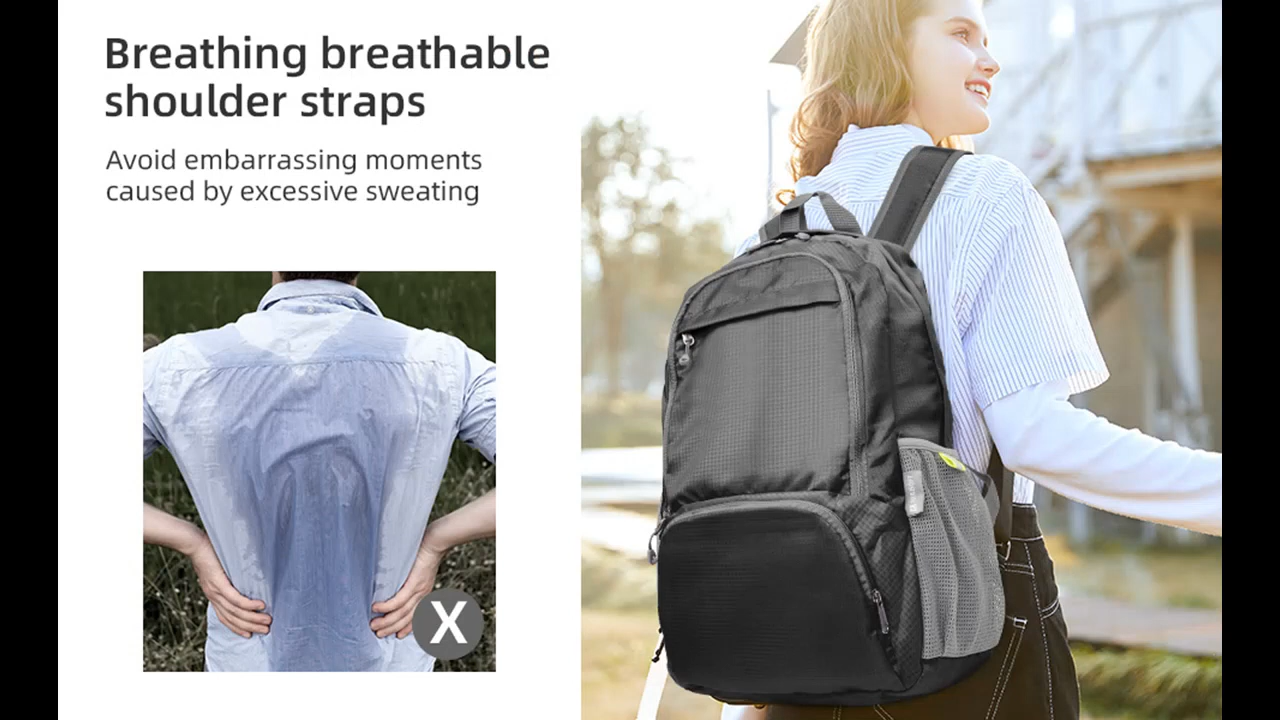 Breathing breathable
shoulder straps
Avoid embarrassing moments
caused by excessive sweating
X